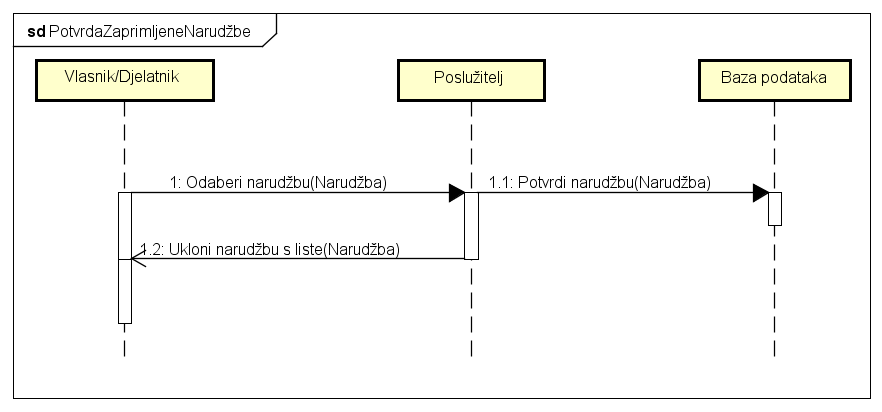 sd PotvrdaZaprimljeneNarudžbe
Vlasnik/Djelatnik
Poslužitelj
Baza podataka
1: Odaberi narudžbu(Narudžba)
1.1: Potvrdi narudžbu(Narudžba)
1.2: Ukloni narudžbu s liste(Narudžba)